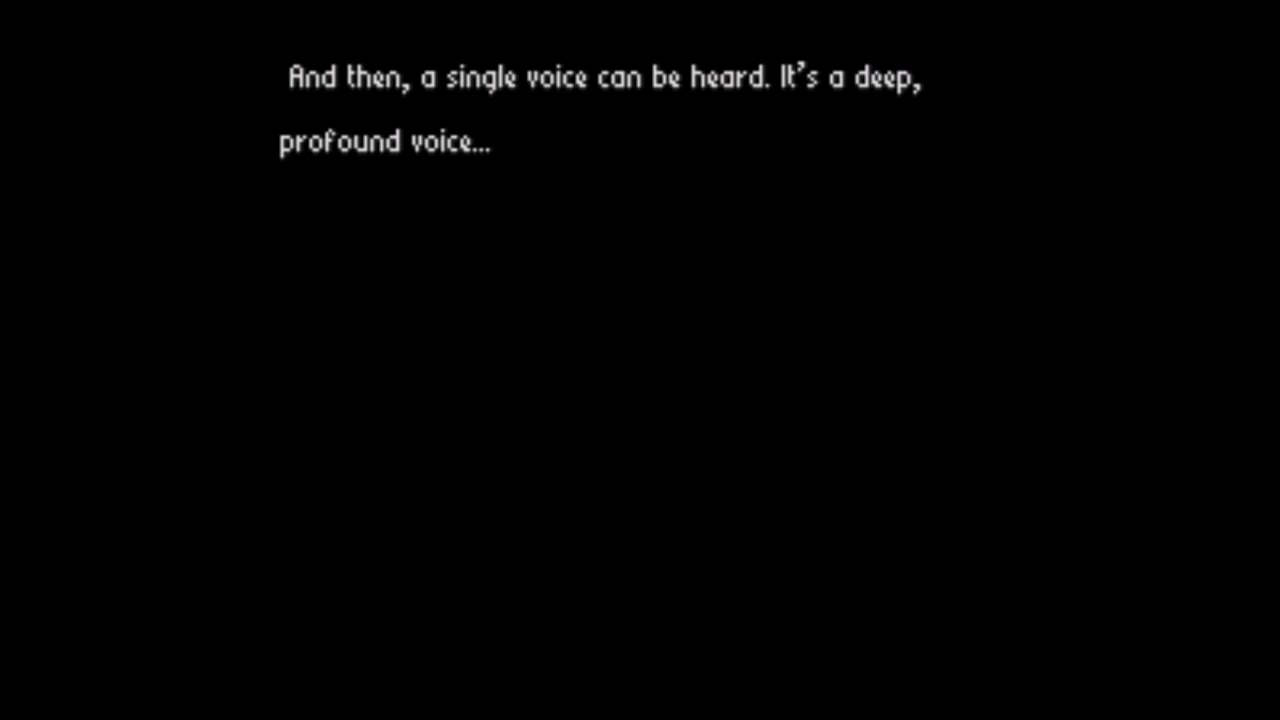 And then, a single voice can be heard. It's a deep,
profound voice...